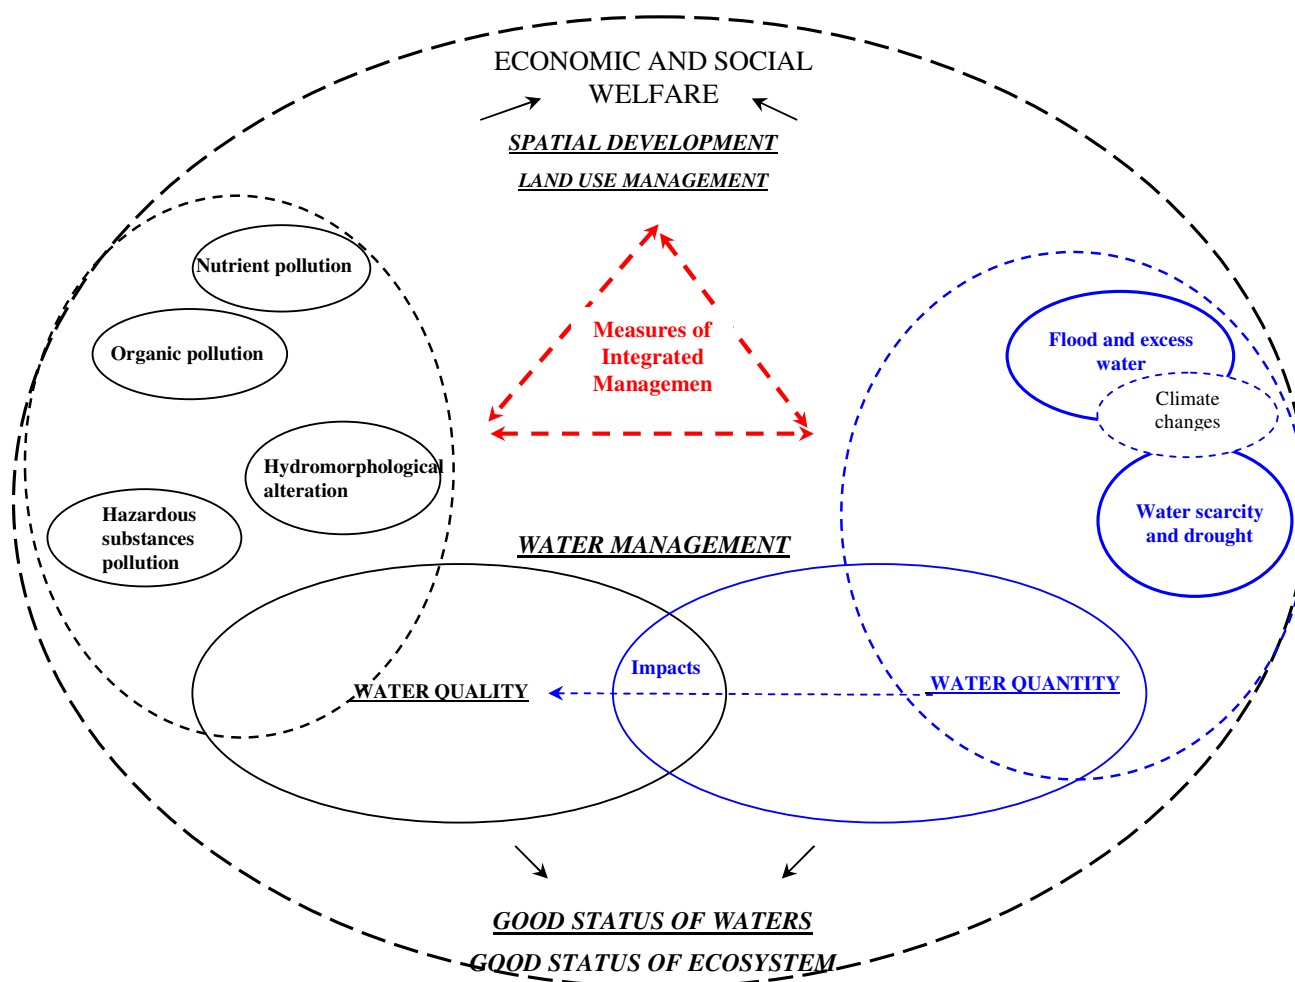 ECONOMIC AND SOCIAL
WELFARE
SPATIAL DEVELOPMENT
LAND USE MANAGEMENT
Nutrient pollution
Organic pollution
Hydromorphological
alteration
Hazardous
substances
pollution
Measures of
Integrated
Managemen
Flood and excess
water
Climate
changes
Water scarcity
and drought
WATER MANAGEMENT
Impacts
WATER QUALITY
WATER QUANTITY
GOOD STATUS OF WATERS
GOOD STATUS OF ECOSYSTEM